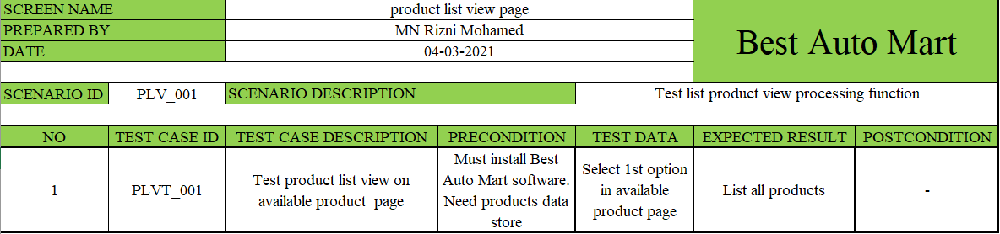 SCREEN NAME product list view page
PREPARED BY MN Rizni Mohamed
DATE 04-03-2021
Best Auto Mart
SCENARIO ID PLV_001 SCENARIO DESCRIPTION Test list product view processing function
NO TEST CASE ID TEST CASE DESCRIPTION PRECONDITION TEST DATA EXPECTED RESULT POSTCONDITION
1
PLVT_001
Test product list view on
available product page
Must install Best
Auto Mart software.
Need products data
store
Select 1st option
in available
product page
List all products
-